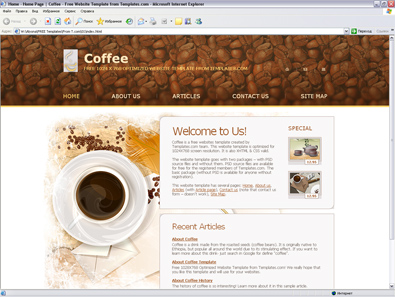 Home - Home Page | Coffee - Free Website Template from Templates.com - Microsoft Internet Explorer
Файл Правка Вид Избранное Сервис Справка
Назад Поиск Избранное
Переход Ссылки
Coffee
FREE 1024 X 768 OPTIMIZED WEBSITE TEMPLATE FROM TEMPLATES.COM
HOME ABOUT US ARTICLES CONTACT US SITE MAP
Welcome to Us!
Coffee is a free websites template created by
Templates.com team. This website template is optimized for
1024X768 screen resolution. It is also XHTML & CSS valid.
The website template goes with two packages – with PSD
source files and without them. PSD source files are available
for free for the registered members of Templates.com. The
basic package (without PSD is available for anyone without
registration).
This website template has several pages: Home, About us,
Articles (with Article page), Contact us (note that contact us
form – doesn't work), Site Map.
SPECIAL
Recent Articles
About Coffee
Coffee is a drink made from the roasted seeds (coffee beans). It is originally native to
Ethiopia, but popular all around the world due to its stimulating effect. If you want to
learn more about this drink- just search in Google for define "coffee".
About Coffee Template
Free 1024X768 Optimized Website Template from Templates.com! We really hope that
you like the template and will use for your websites.
About Coffee History
The history of coffee is so interesting! Learn more about it in the sample article.
Интернет